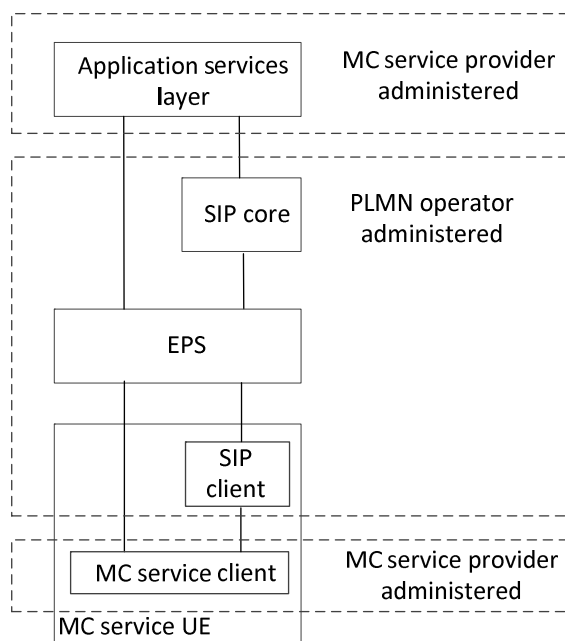 Application services
layer
MC service provider
administered
SIP core
PLMN operator
administered
EPS
SIP
client
MC service client
MC service provider
administered
MC service UE